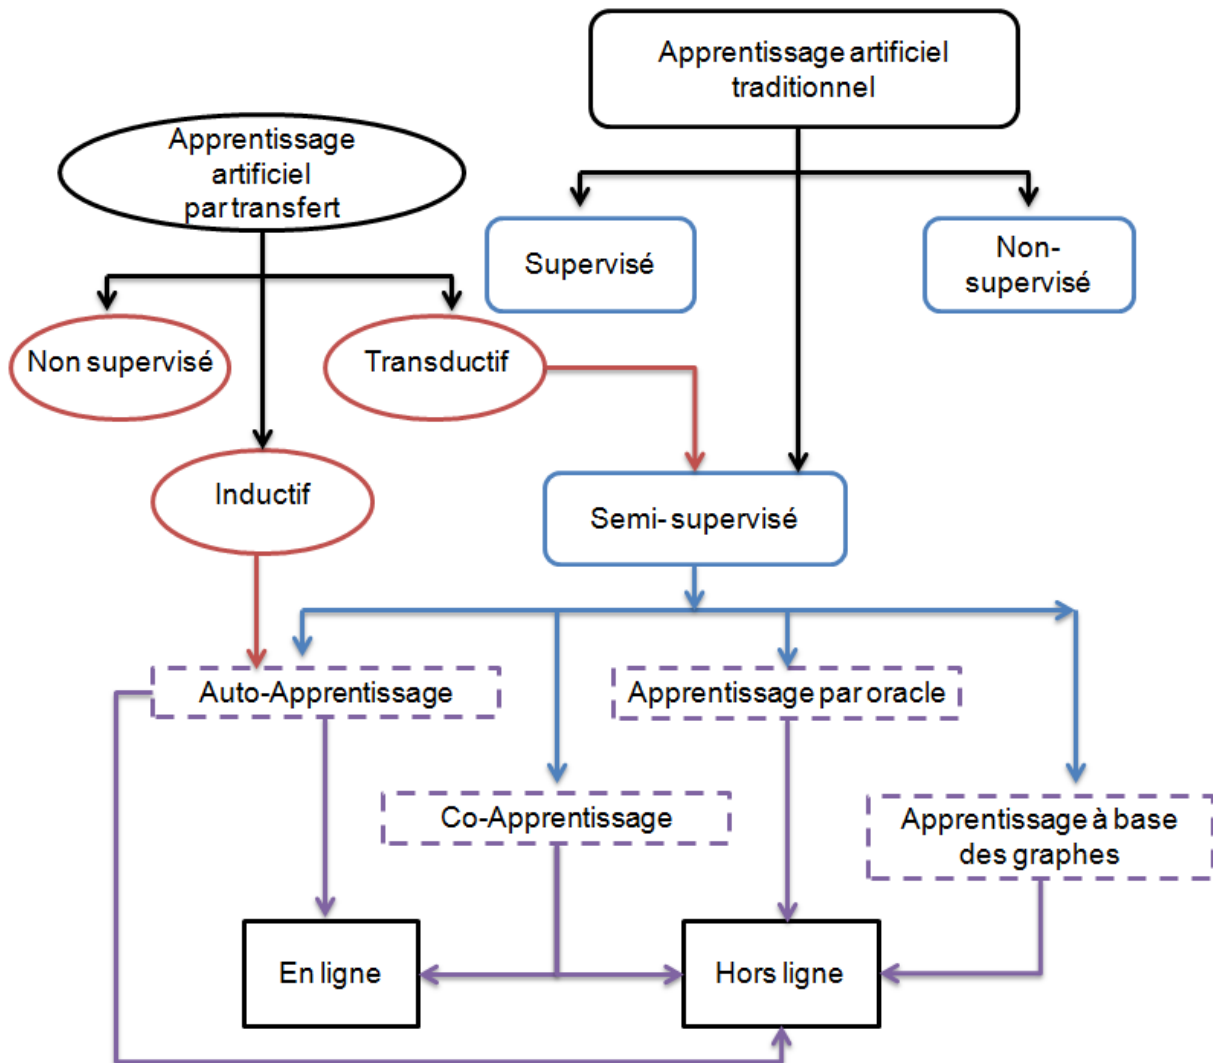 Apprentissage artificiel
traditionnel
Apprentissage
artificiel
par transfert
Supervisé
Non-
supervisé
Non supervisé
Transductif
Inductif
Semi- supervisé
Auto-Apprentissage
Apprentissage par oracle
Co-Apprentissage
Apprentissage à base
des graphes
En ligne
Hors ligne